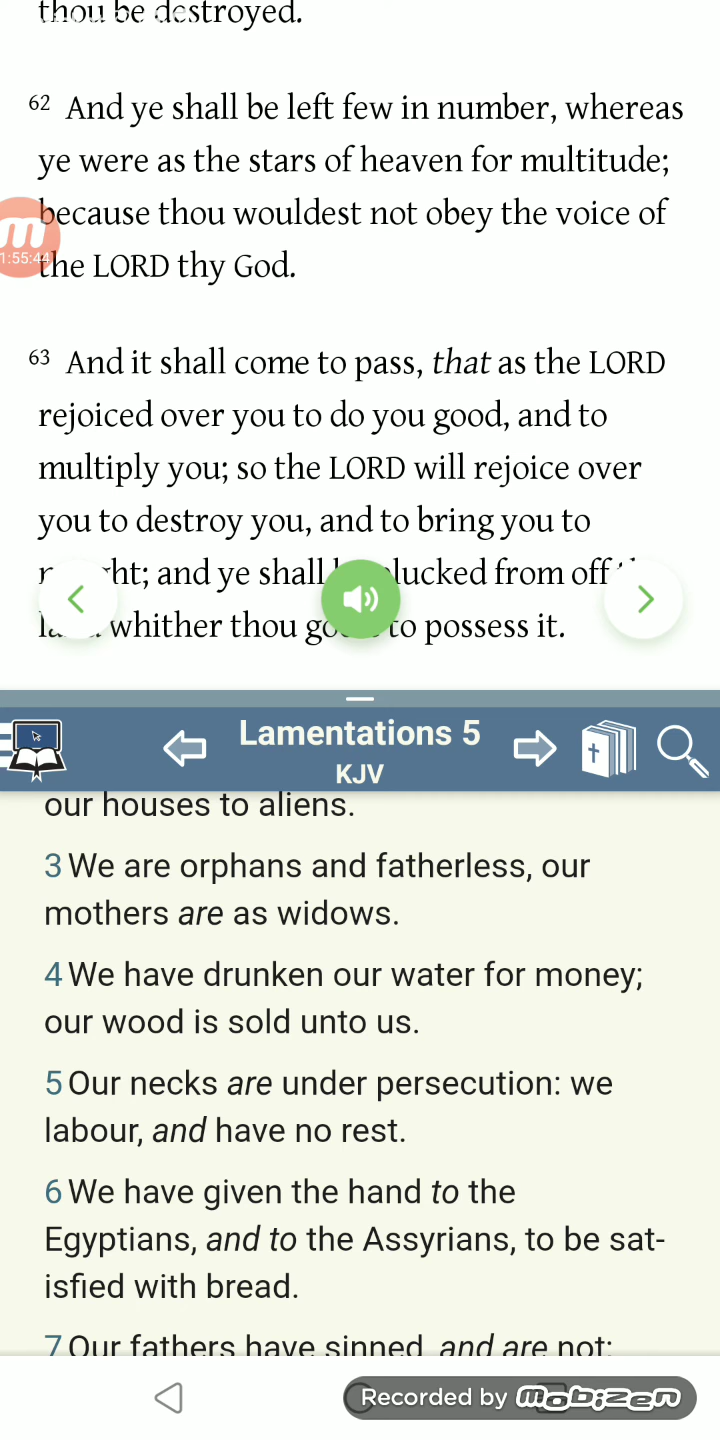 thou be destroyed.
62 And ye shall be left few in number, whereas
ye were as the stars of heaven for multitude;
because thou wouldest not obey the voice of
1:55:44
the LORD thy God.
63 And it shall come to pass, that as the LORD
rejoiced over you to do you good, and to
multiply you; so the LORD will rejoice over
you to destroy you, and to bring you to
and ye shall plucked from off
whither thou to possess it.
Lamentations 5
KJV
our houses to aliens.
3 We are orphans and fatherless, our
mothers are as widows.
4 We have drunken our water for money;
our wood is sold unto us.
5 Our necks are under persecution: we
labour, and have no rest.
6 We have given the hand to the
Egyptians, and to the Assyrians, to be sat-
isfied with bread.
7 Our fathers have sinned, and are not;
Recorded by mobizen